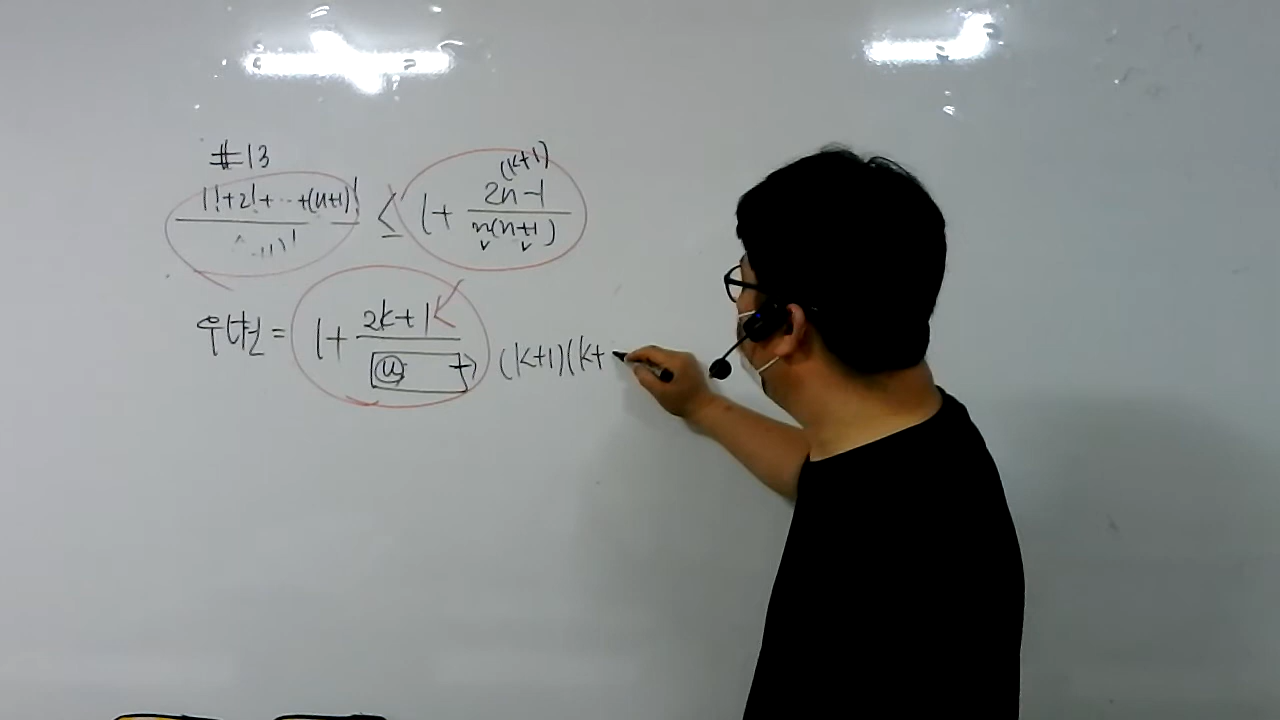 #13
(k+1)
1!+2!+…+(n+1)! ≤ 1+ 2n-1
n(n+1)
우변 = 1+ 2k+1
(k+1)(k+